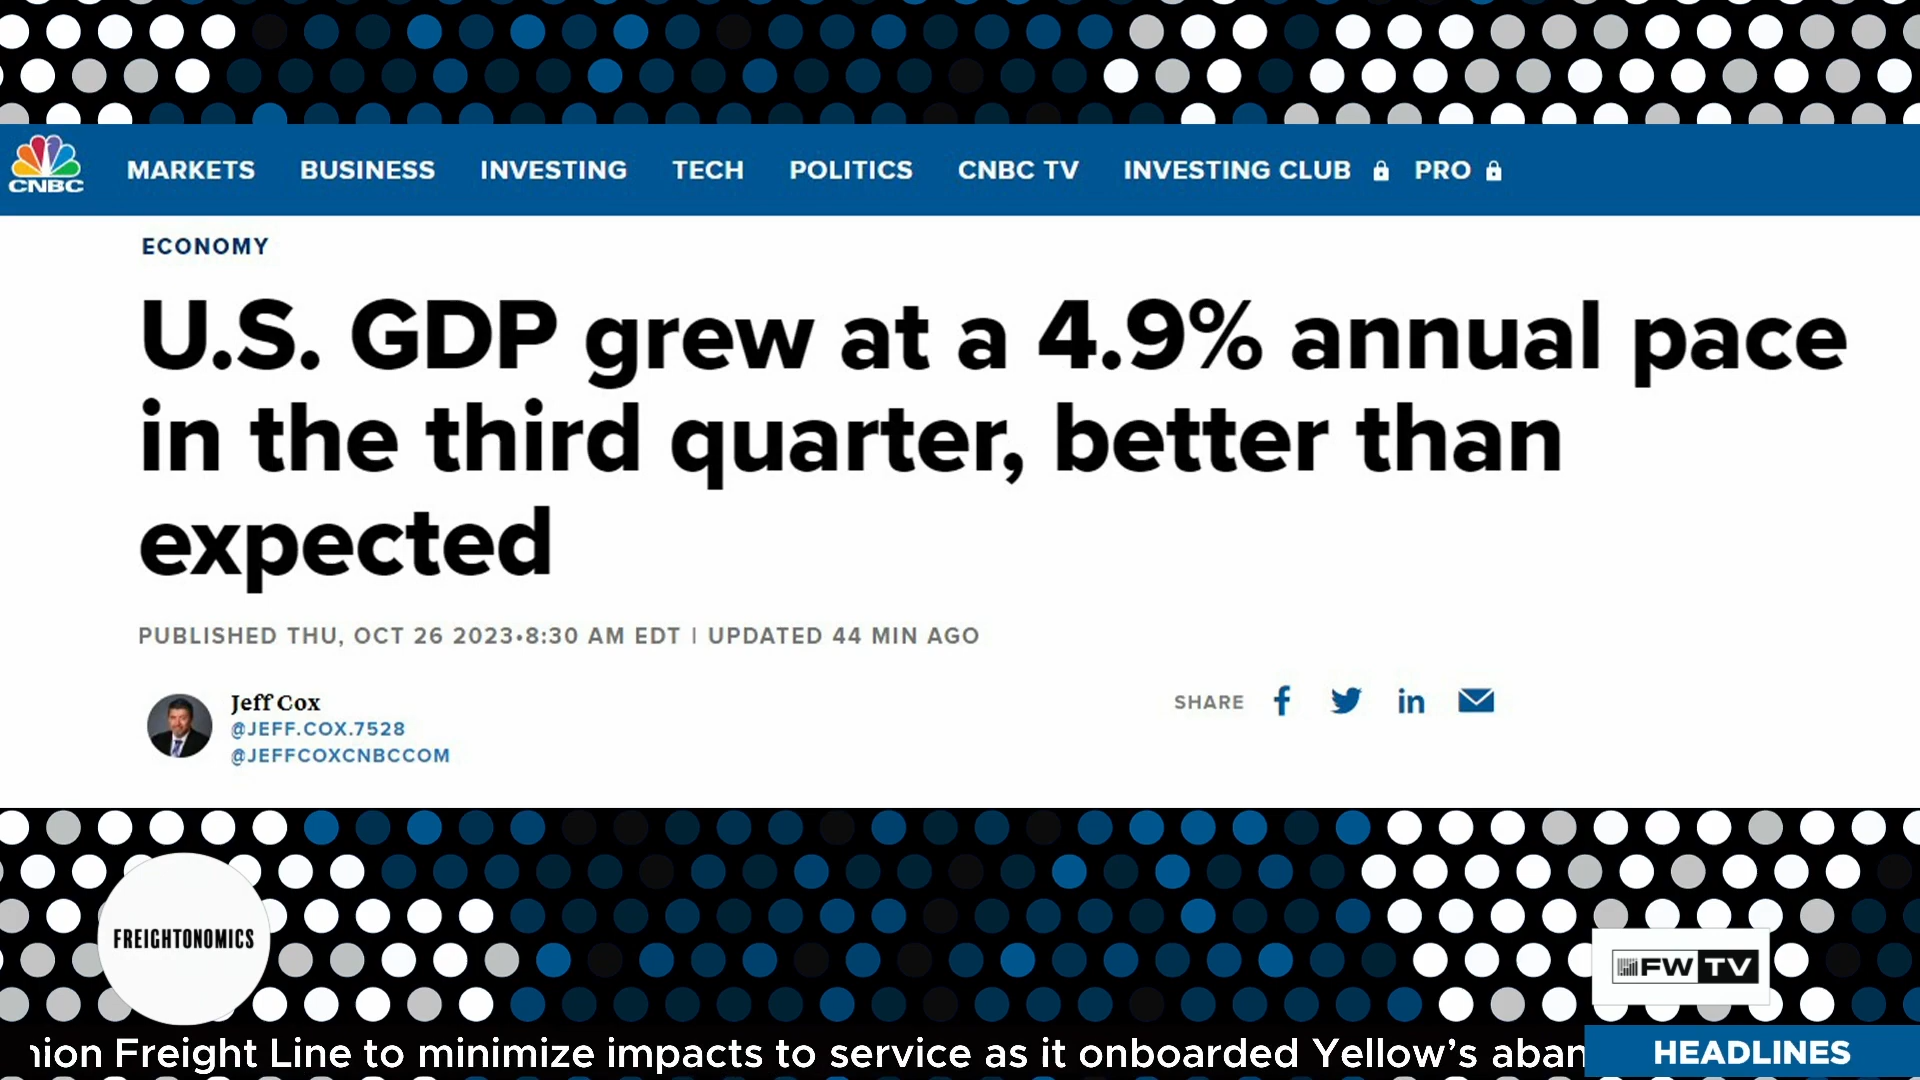 CNBC
MARKETS BUSINESS INVESTING TECH POLITICS CNBC TV INVESTING CLUB PRO
ECONOMY
U.S. GDP grew at a 4.9% annual pace
in the third quarter, better than
expected
PUBLISHED THU, OCT 26 2023•8:30 AM EDT | UPDATED 44 MIN AGO
Jeff Cox
@JEFF.COX.7528
@JEFFCOXCNBCCOM
SHARE
FREIGHTONOMICS
FW TV
Freight Line to minimize impacts to service as it onboarded Yellow’s
HEADLINES